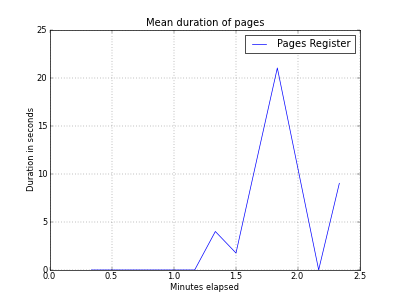 Mean duration of pages
Pages Register
Duration in seconds
25
20
15
10
5
0
0.0 0.5 1.0 1.5 2.0 2.5
Minutes elapsed